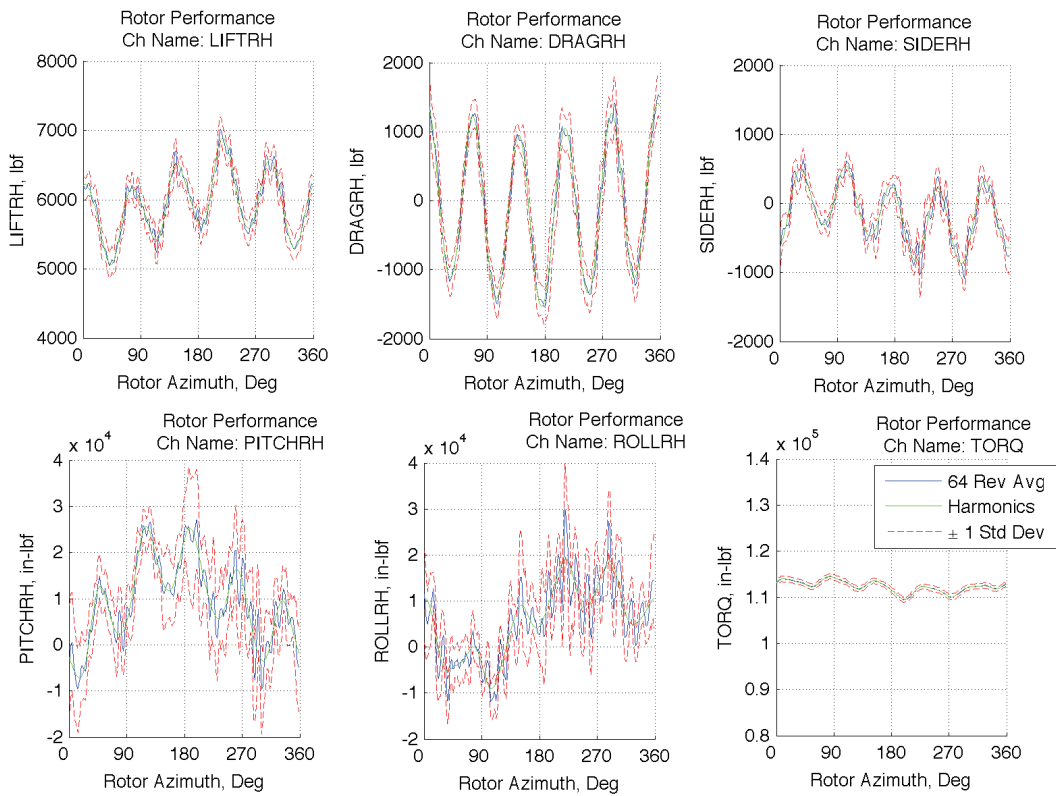 Rotor Performance
Ch Name: LIFTRH
8000
7000
6000
5000
4000
LIFTRH, lbf
0 90 180 270 360
Rotor Azimuth, Deg
Rotor Performance
Ch Name: DRAGRH
2000
1000
0
-1000
-2000
DRAGRH, lbf
0 90 180 270 360
Rotor Azimuth, Deg
Rotor Performance
Ch Name: SIDERH
2000
1000
0
-1000
-2000
SIDERH, lbf
0 90 180 270 360
Rotor Azimuth, Deg
Rotor Performance
x 10^4 Ch Name: PITCHRH
4
3
2
1
0
-1
-2
PITCHRH, in-lbf
0 90 180 270 360
Rotor Azimuth, Deg
Rotor Performance
x 10^4 Ch Name: ROLLRH
4
3
2
1
0
-1
-2
ROLLRH, in-lbf
0 90 180 270 360
Rotor Azimuth, Deg
Rotor Performance
x 10^5 Ch Name: TORQ
1.4
1.3
1.2
1.1
1
0.9
0.8
TORQ, in-lbf
64 Rev Avg
Harmonics
± 1 Std Dev
0 90 180 270 360
Rotor Azimuth, Deg